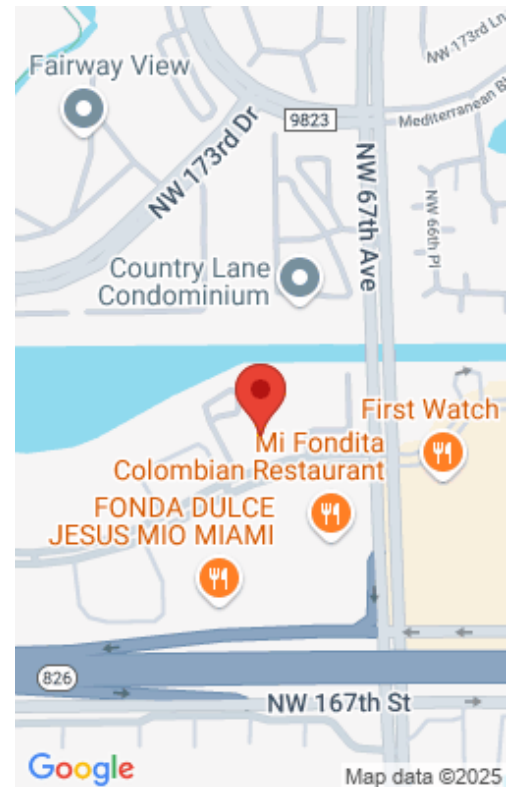 NW 173rd Ln
Fairway View
9823
Mediterranean Bl
NW 173rd Dr
NW 67th Ave
NW 66th Pl
Country Lane
Condominium
First Watch
Mi Fondita
Colombian Restaurant
FONDA DULCE
JESUS MIO MIAMI
826
NW 167th St
Google
Map data ©2025